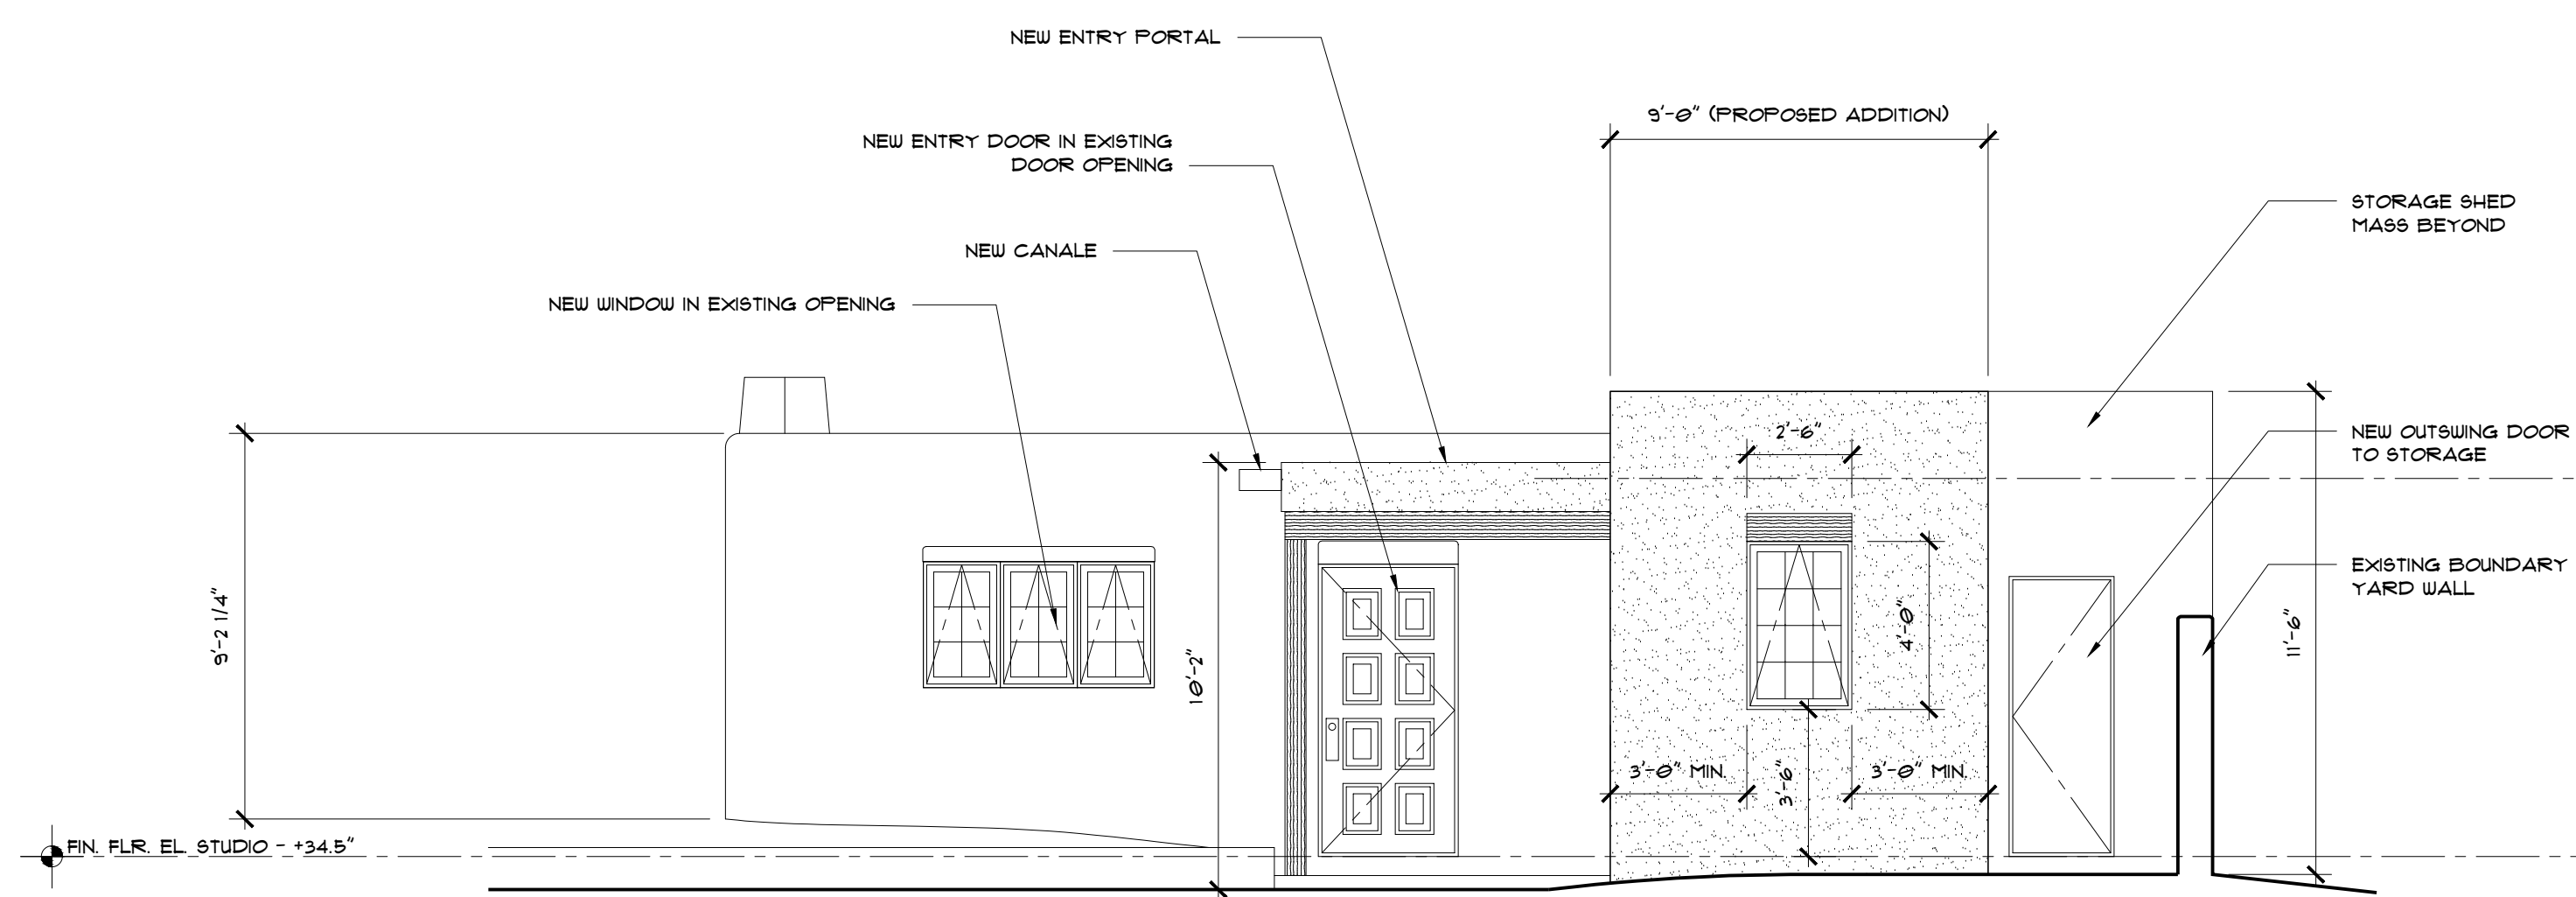 NEW ENTRY PORTAL
9'-0" (PROPOSED ADDITION)
NEW ENTRY DOOR IN EXISTING
DOOR OPENING
STORAGE SHED
MASS BEYOND
NEW CANALE
NEW WINDOW IN EXISTING OPENING
2'-6"
NEW OUTSWING DOOR
TO STORAGE
EXISTING BOUNDARY
YARD WALL
9'-2 1/4"
10'-2"
4'-0"
11'-6"
3'-0" MIN.
3'-6"
3'-0" MIN.
FIN. FLR. EL. STUDIO - +34.5"